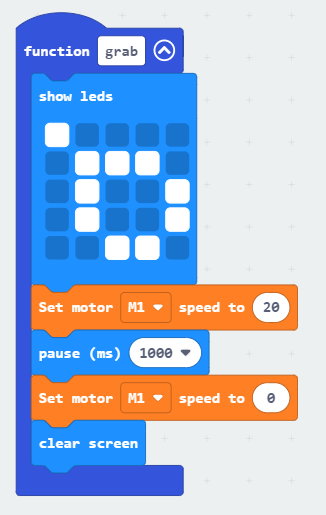 function grab
show leds
Set motor M1 speed to 20
pause (ms) 1000
Set motor M1 speed to 0
clear screen